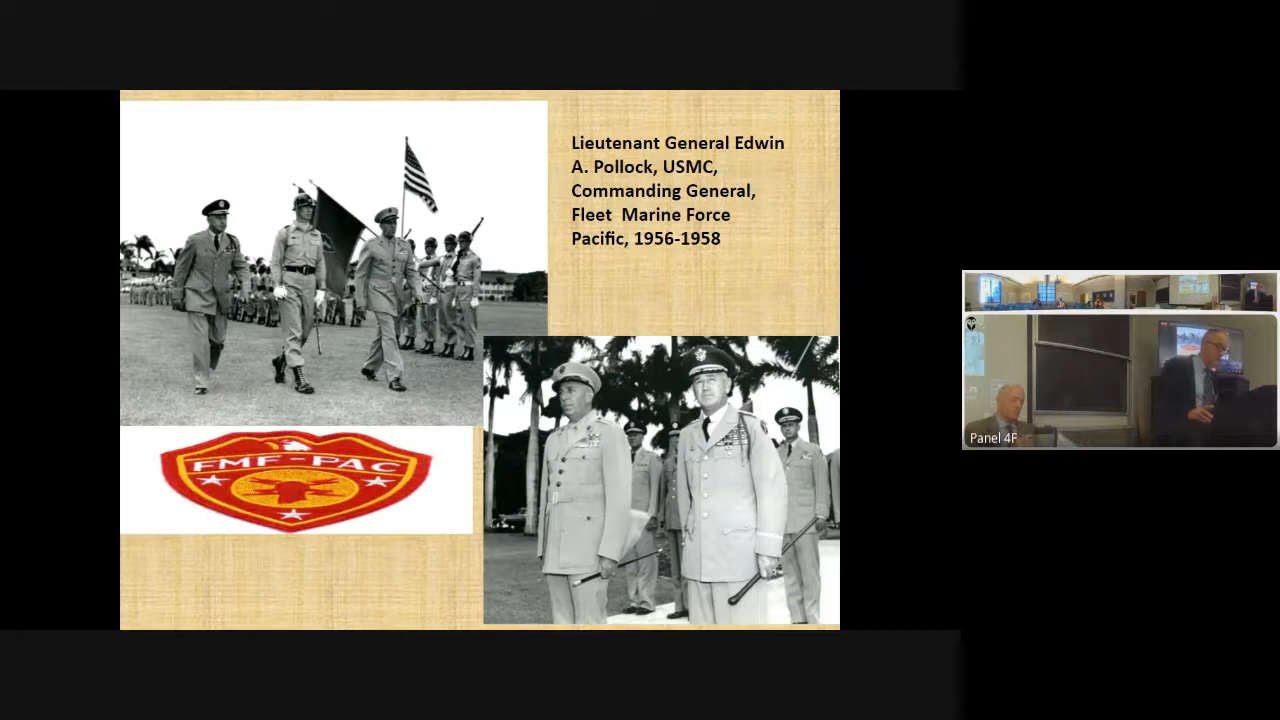 Lieutenant General Edwin
A. Pollock, USMC,
Commanding General,
Fleet Marine Force
Pacific, 1956-1958
FMF-PAC
Panel 4F